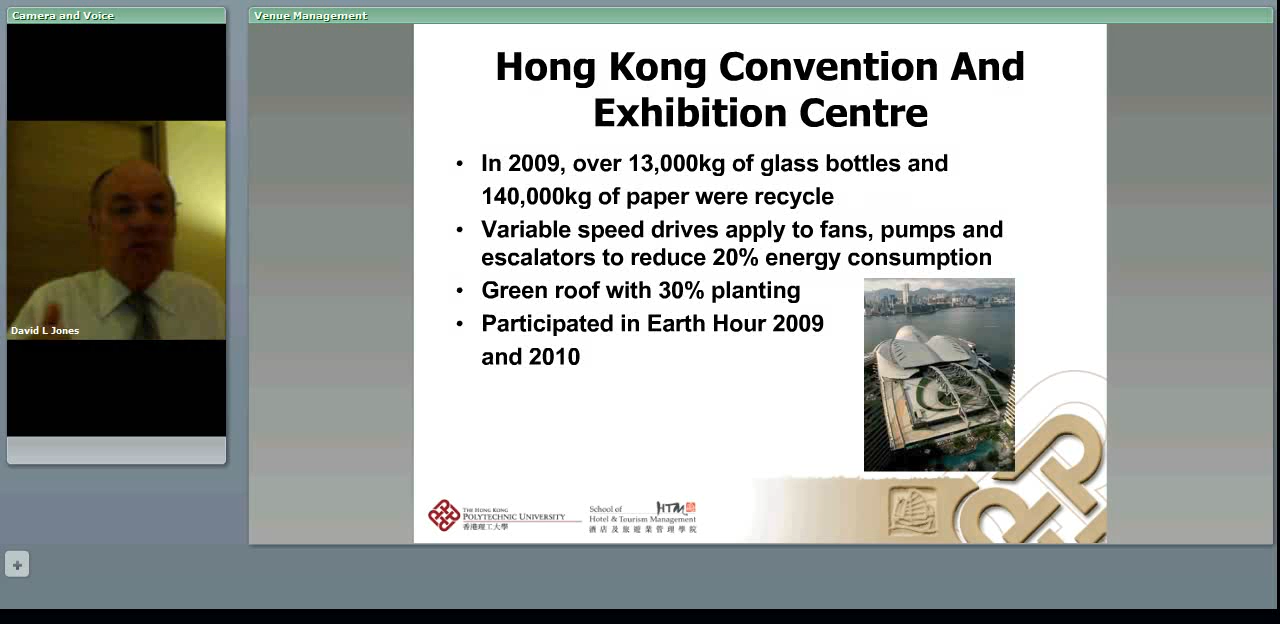 Camera and Voice
David L Jones
Venue Management
Hong Kong Convention And
Exhibition Centre
• In 2009, over 13,000kg of glass bottles and
140,000kg of paper were recycle
• Variable speed drives apply to fans, pumps and
escalators to reduce 20% energy consumption
• Green roof with 30% planting
• Participated in Earth Hour 2009
and 2010
THE HONG KONG
POLYTECHNIC UNIVERSITY
香港理工大學
School of HTM
Hotel & Tourism Management
酒店及旅遊業管理學院